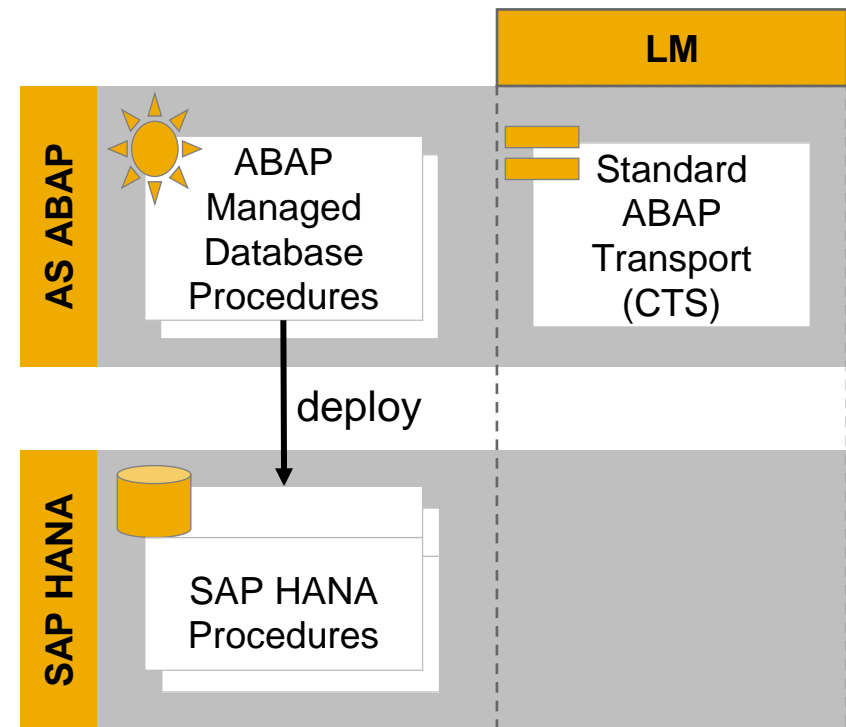 LM
AS ABAP
ABAP
Managed
Database
Procedures
Standard
ABAP
Transport
(CTS)
deploy
SAP HANA
SAP HANA
Procedures